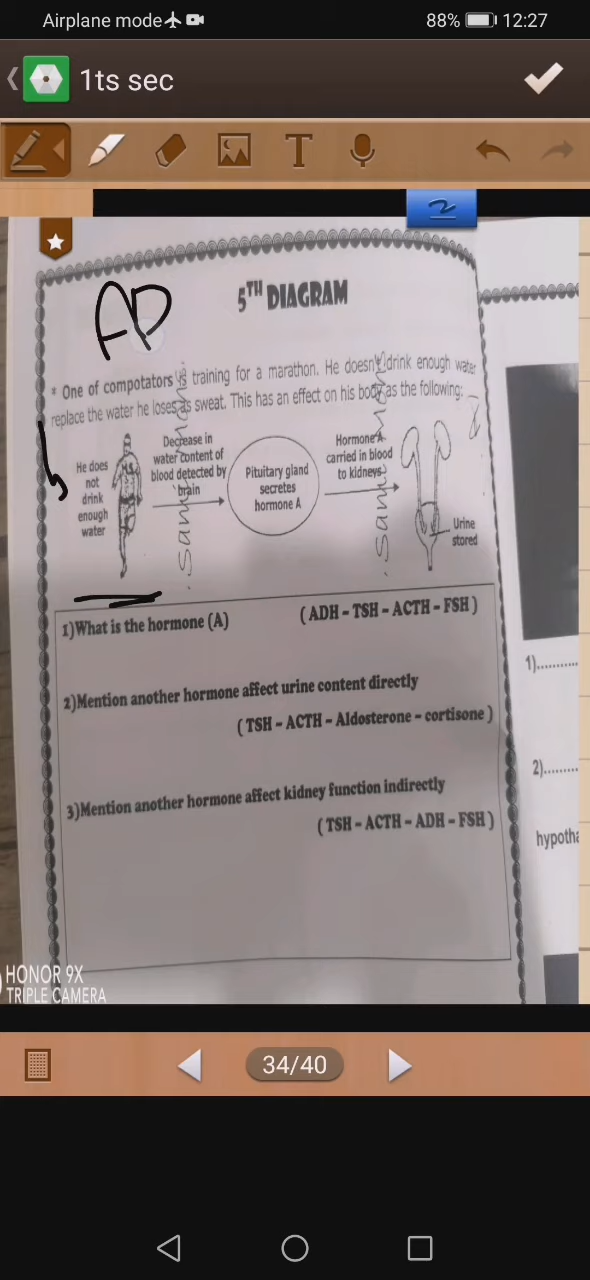 Airplane mode 88% 12:27
1ts sec
T
2
AD
5TH DIAGRAM
* One of compotators is training for a marathon. He doesn't drink enough water
replace the water he loses as sweat. This has an effect on his body as the following:
He does
not
drink
enough
water
Decrease in
water content of
blood detected by
brain
Pituitary gland
secretes
hormone A
Hormone A
carried in blood
to kidneys
Urine
stored
1)What is the hormone (A) ( ADH – TSH – ACTH – FSH )
2)Mention another hormone affect urine content directly
( TSH – ACTH – Aldosterone – cortisone )
3)Mention another hormone affect kidney function indirectly
( TSH – ACTH – ADH – FSH )
1)...........
2)........
hypotha
HONOR 9X
TRIPLE CAMERA
34/40